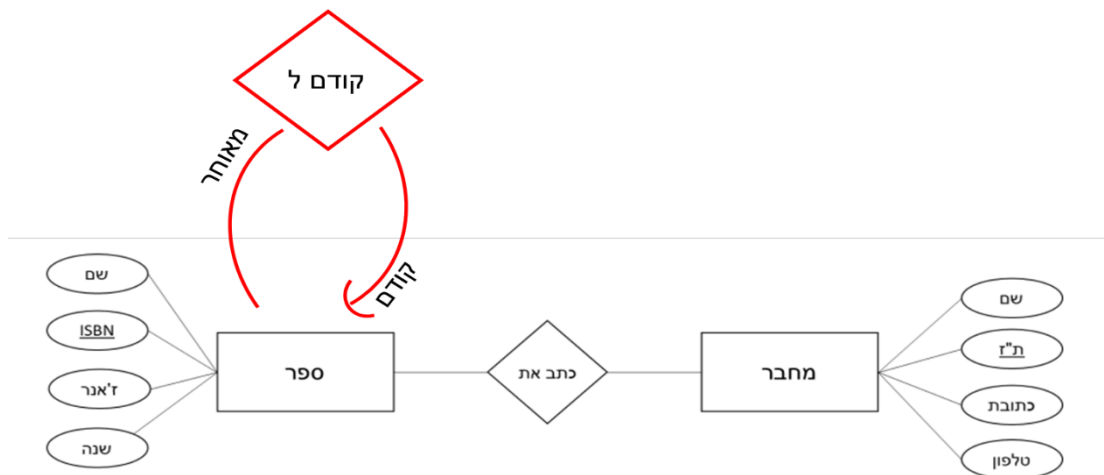 קודם ל
מאוחר
קודם
שם
ISBN
ז'אנר
שנה
ספר
כתב את
מחבר
שם
ת"ז
כתובת
טלפון